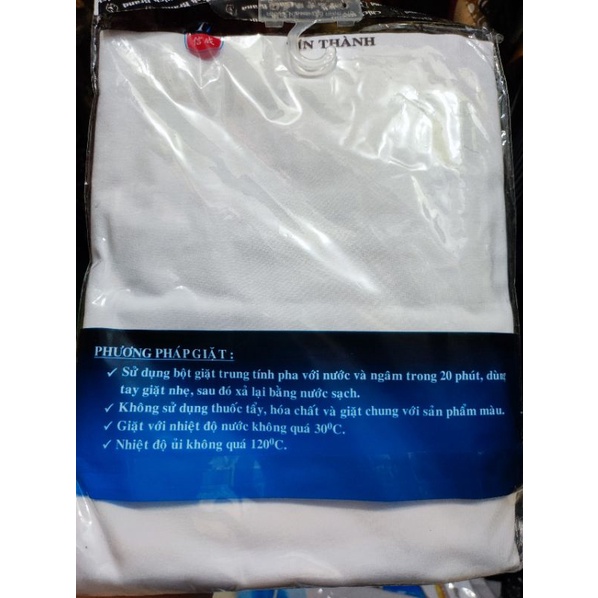 IN THÀNH
PHƯƠNG PHÁP GIẶT :
✓ Sử dụng bột giặt trung tính pha với nước và ngâm trong 20 phút, dùng
tay giặt nhẹ, sau đó xả lại bằng nước sạch.
✓ Không sử dụng thuốc tẩy, hóa chất và giặt chung với sản phẩm màu.
✓ Giặt với nhiệt độ nước không quá 30⁰C.
✓ Nhiệt độ ủi không quá 120⁰C.